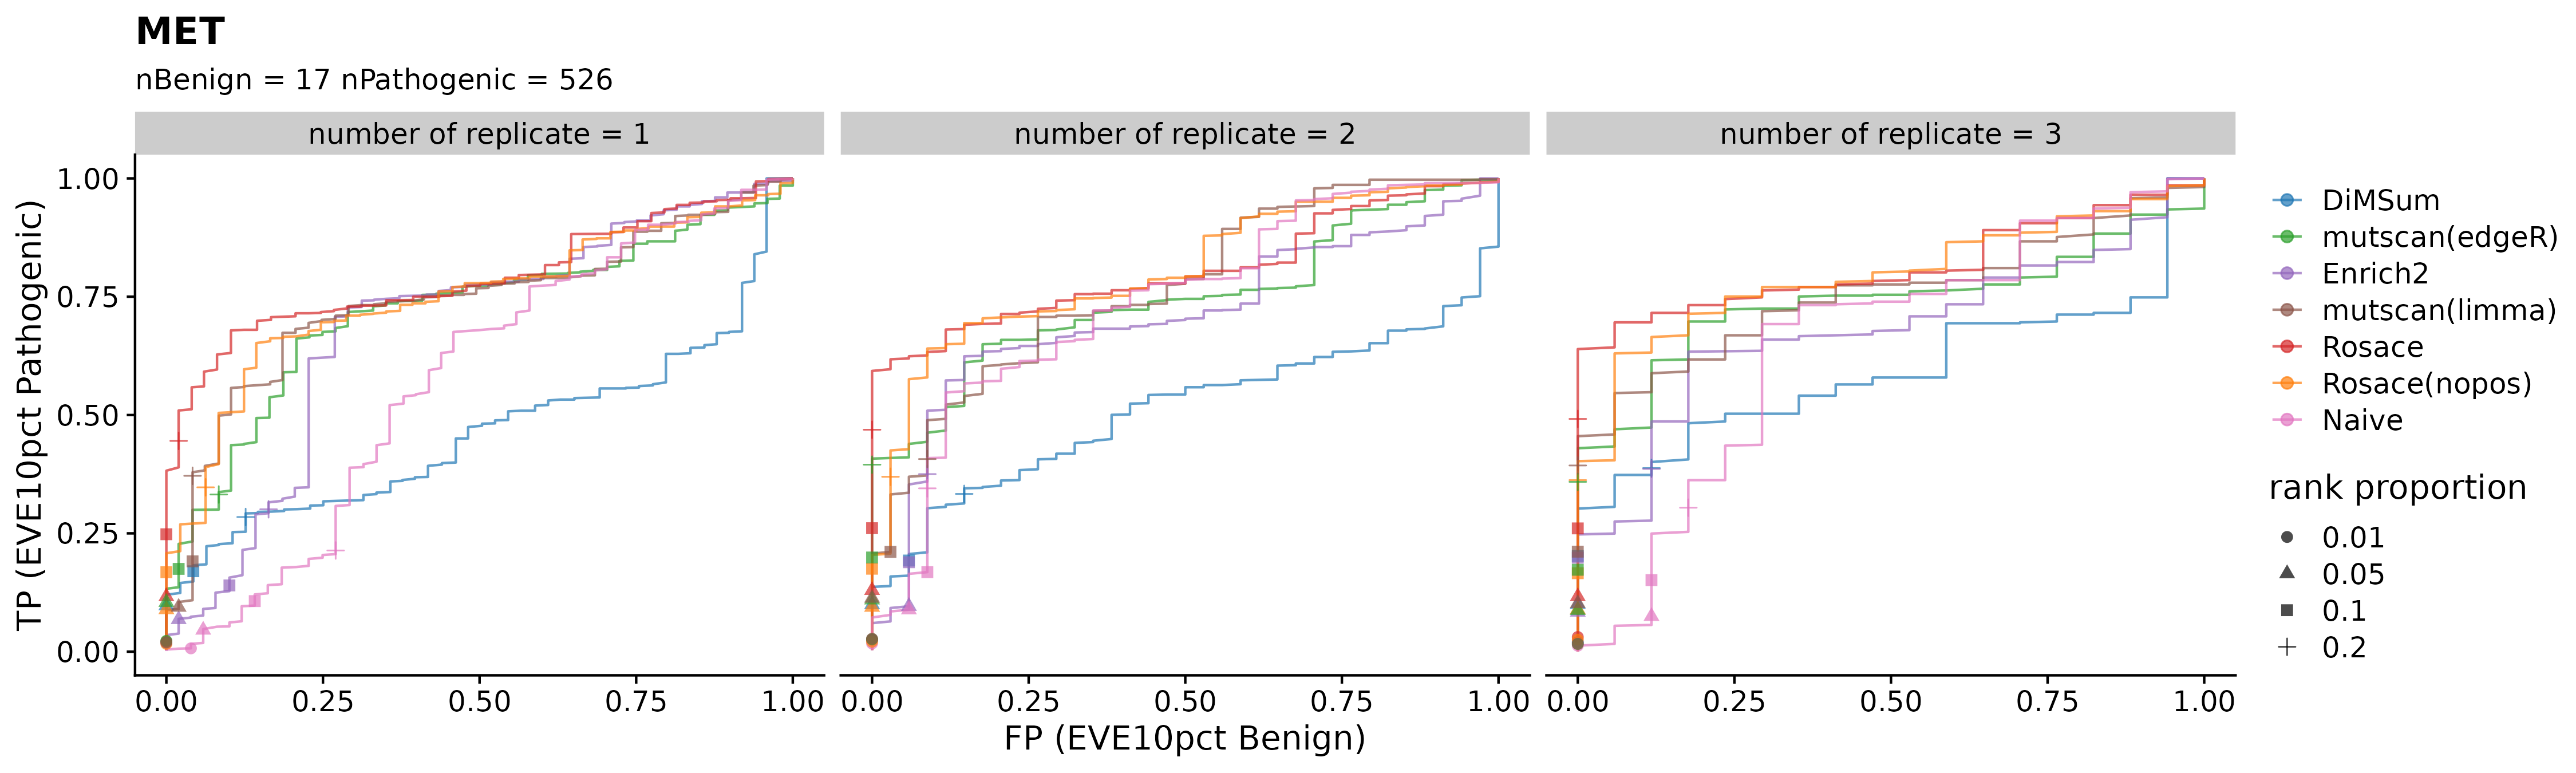 MET
nBenign = 17 nPathogenic = 526
number of replicate = 1
number of replicate = 2
number of replicate = 3
TP (EVE10pct Pathogenic)
1.00
0.75
0.50
0.25
0.00
0.00 0.25 0.50 0.75 1.00
0.00 0.25 0.50 0.75 1.00
0.00 0.25 0.50 0.75 1.00
FP (EVE10pct Benign)
DiMSum
mutscan(edgeR)
Enrich2
mutscan(limma)
Rosace
Rosace(nopos)
Naive
rank proportion
0.01
0.05
0.1
0.2